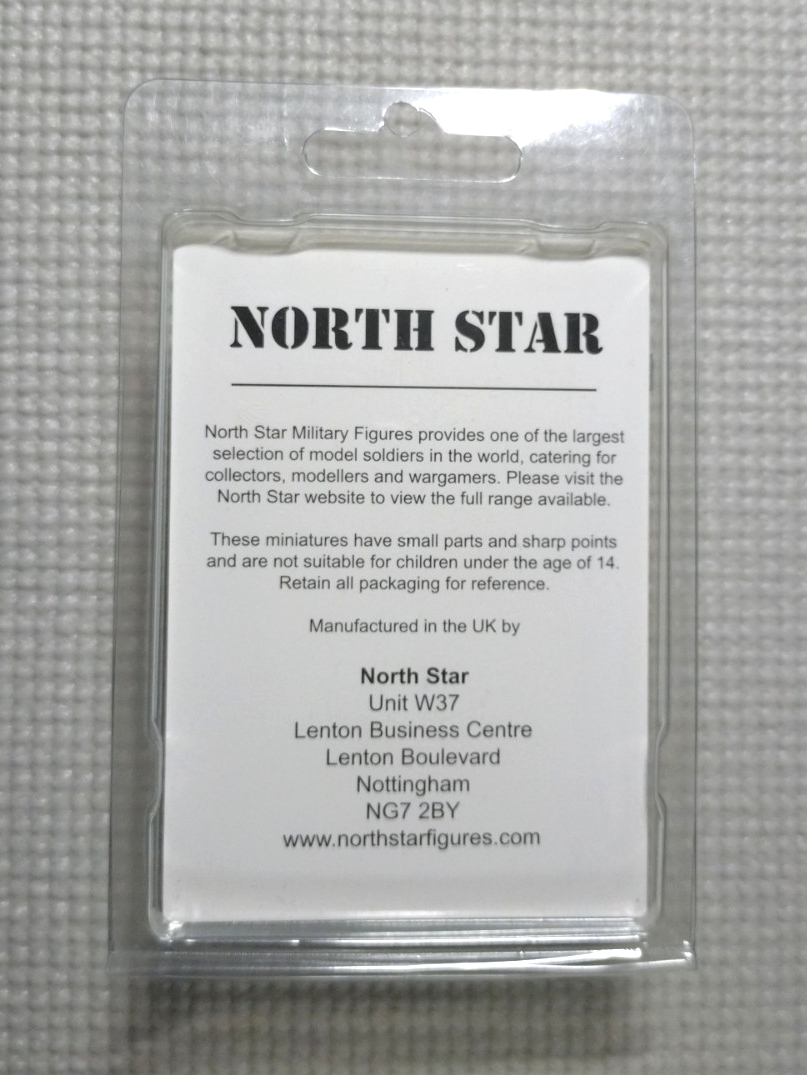 NORTH STAR
North Star Military Figures provides one of the largest
selection of model soldiers in the world, catering for
collectors, modellers and wargamers. Please visit the
North Star website to view the full range available.
These miniatures have small parts and sharp points
and are not suitable for children under the age of 14.
Retain all packaging for reference.
Manufactured in the UK by
North Star
Unit W37
Lenton Business Centre
Lenton Boulevard
Nottingham
NG7 2BY
www.northstarfigures.com